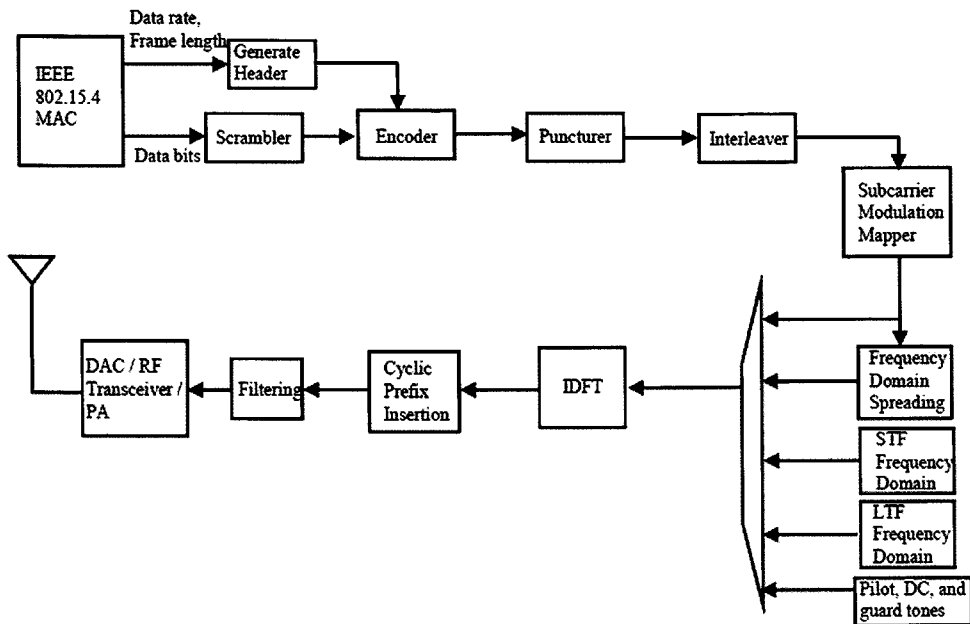 Data rate,
Frame length
IEEE
802.15.4
MAC
Generate
Header
Data bits
Scrambler
Encoder
Puncturer
Interleaver
Subcarrier
Modulation
Mapper
DAC / RF
Transceiver /
PA
Filtering
Cyclic
Prefix
Insertion
IDFT
Frequency
Domain
Spreading
STF
Frequency
Domain
LTF
Frequency
Domain
Pilot, DC, and
guard tones